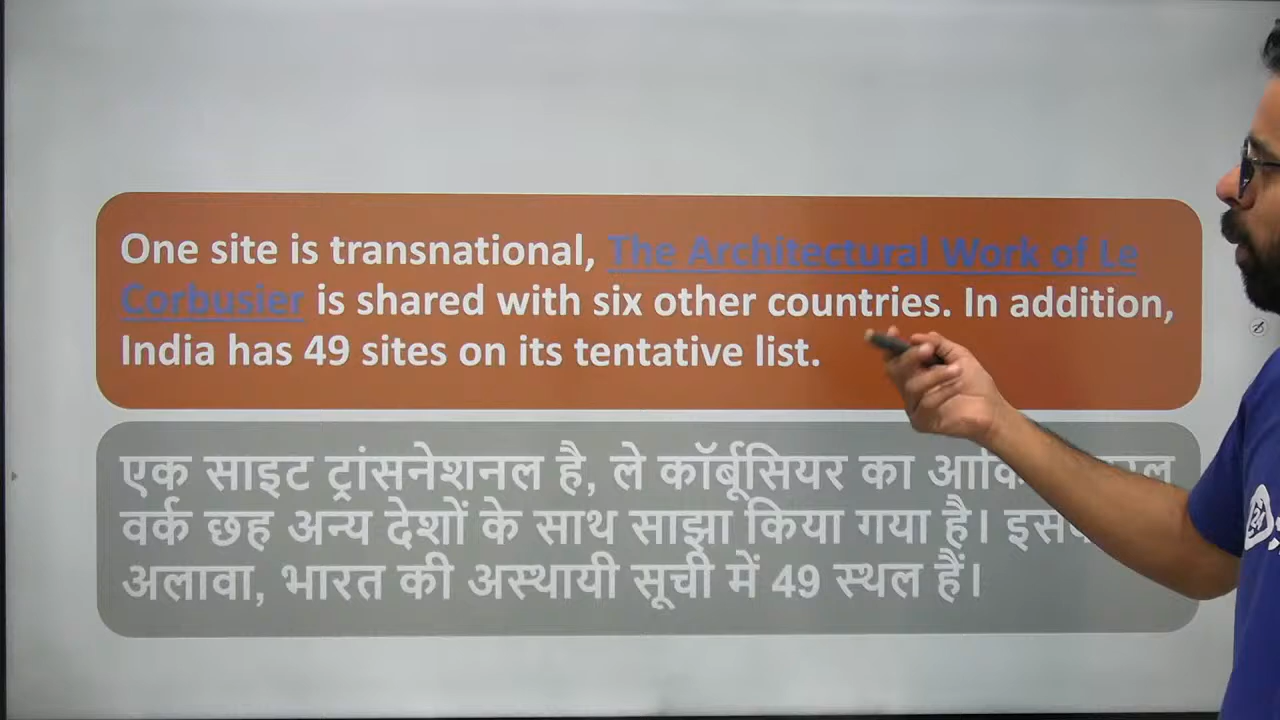 One site is transnational, The Architectural Work of Le
Corbusier is shared with six other countries. In addition,
India has 49 sites on its tentative list.
एक साइट ट्रांसनेशनल है, ले कॉर्बूसियर का
वर्क छह अन्य देशों के साथ साझा किया गया है।
अलावा, भारत की अस्थायी सूची में 49 स्थल हैं।